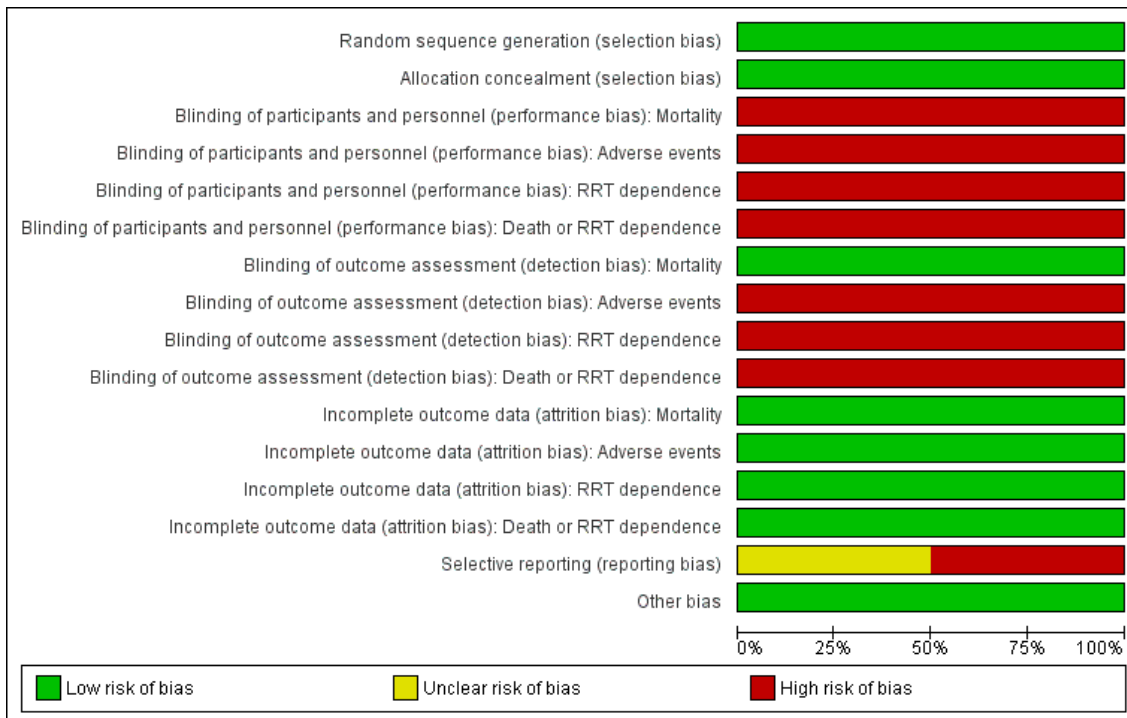 Random sequence generation (selection bias)
Allocation concealment (selection bias)
Blinding of participants and personnel (performance bias): Mortality
Blinding of participants and personnel (performance bias): Adverse events
Blinding of participants and personnel (performance bias): RRT dependence
Blinding of participants and personnel (performance bias): Death or RRT dependence
Blinding of outcome assessment (detection bias): Mortality
Blinding of outcome assessment (detection bias): Adverse events
Blinding of outcome assessment (detection bias): RRT dependence
Blinding of outcome assessment (detection bias): Death or RRT dependence
Incomplete outcome data (attrition bias): Mortality
Incomplete outcome data (attrition bias): Adverse events
Incomplete outcome data (attrition bias): RRT dependence
Incomplete outcome data (attrition bias): Death or RRT dependence
Selective reporting (reporting bias)
Other bias
0% 25% 50% 75% 100%
Low risk of bias Unclear risk of bias High risk of bias